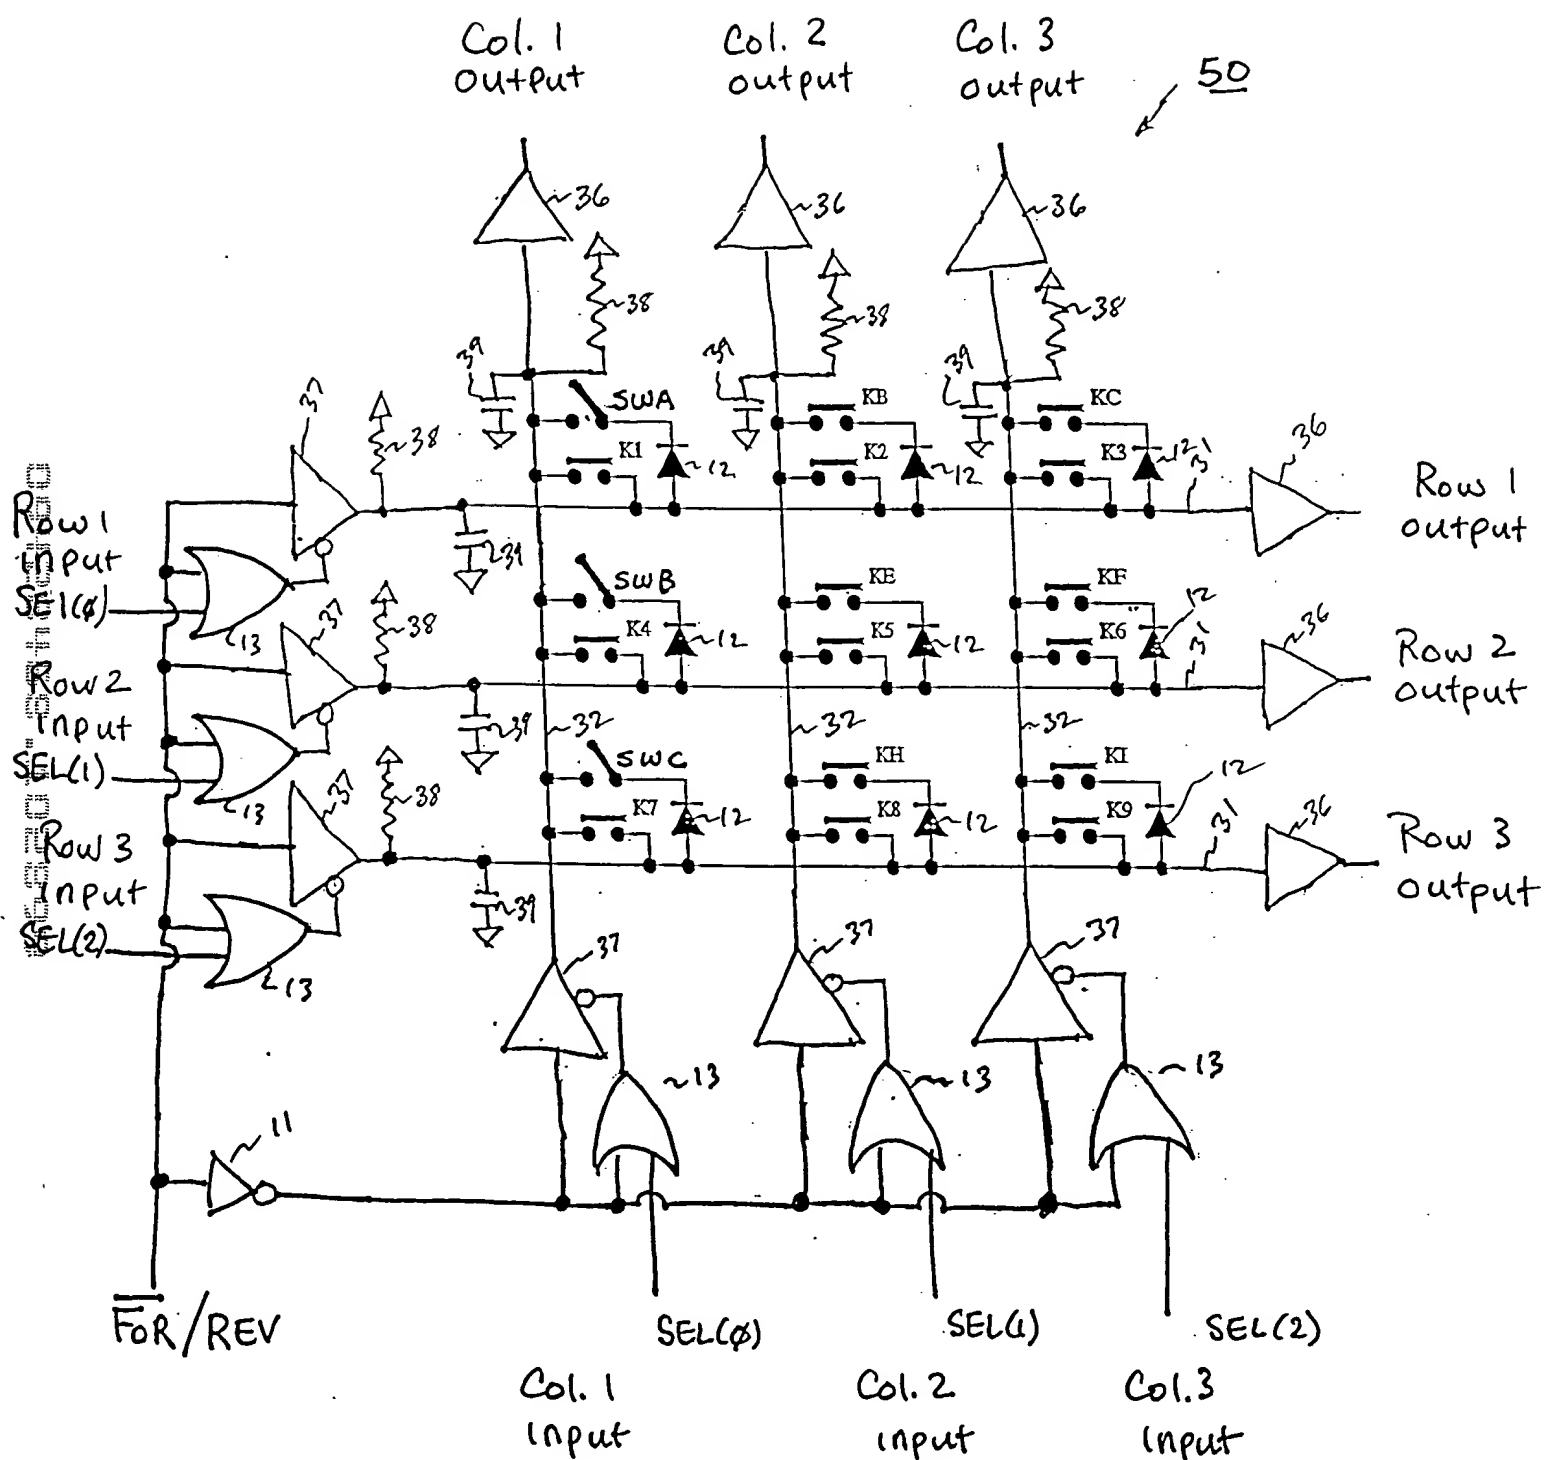 Col. 1
output
Col. 2
output
Col. 3
output
50
36
36
36
38
38
38
39
39
39
37
38
SWA
KB
KC
K1
12
K2
12
K3
12
31
36
Row 1
output
Row 1
input
SEL(φ)
13
39
37
38
SWB
KE
KF
12
K4
12
K5
12
K6
31
36
Row 2
output
Row 2
input
SEL(1)
13
39
32
32
32
37
38
SWC
KH
KI
12
K7
12
K8
12
K9
31
36
Row 3
output
Row 3
input
SEL(2)
13
39
37
37
37
13
13
13
11
FOR/REV
SEL(φ)
SEL(1)
SEL(2)
Col. 1
input
Col. 2
input
Col. 3
input